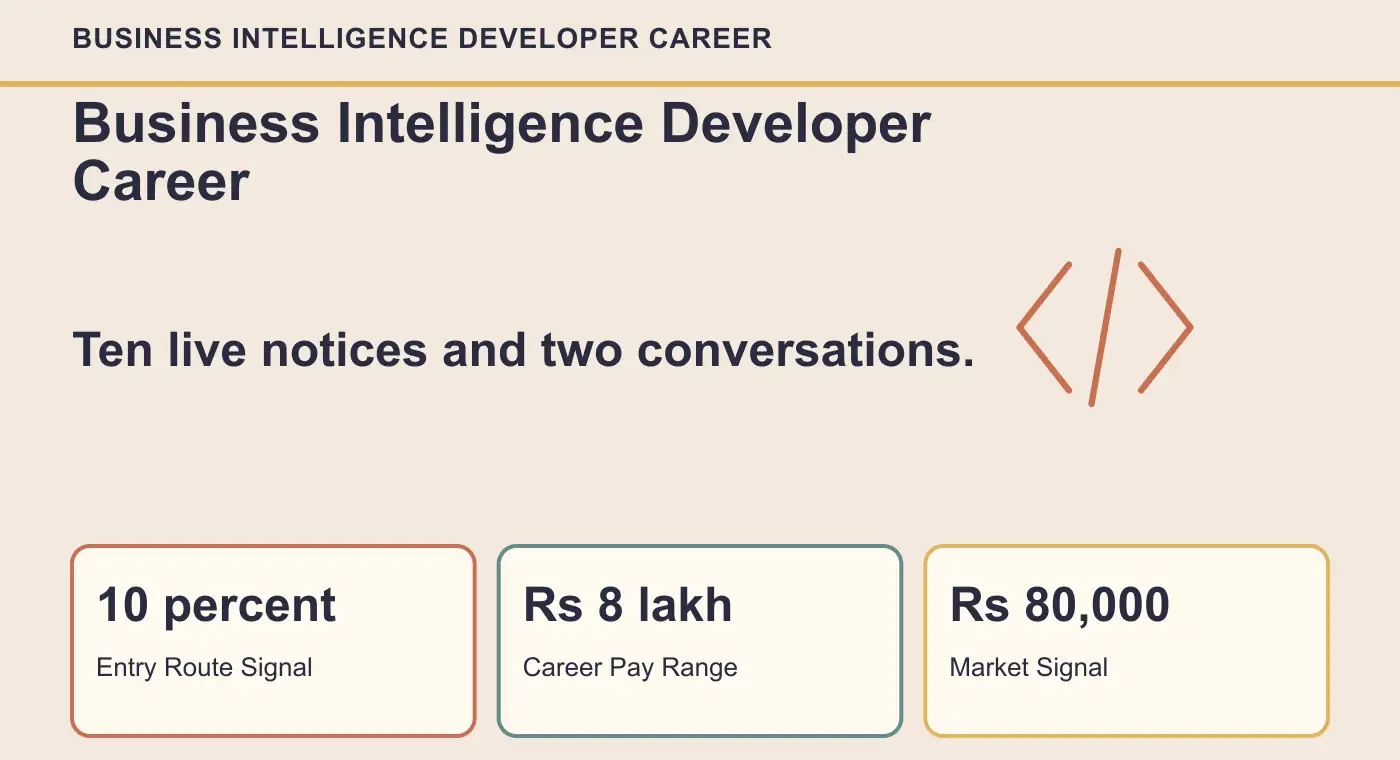 BUSINESS INTELLIGENCE DEVELOPER CAREER
Business Intelligence Developer
Career
Ten live notices and two conversations.
10 percent
Entry Route Signal
Rs 8 lakh
Career Pay Range
Rs 80,000
Market Signal